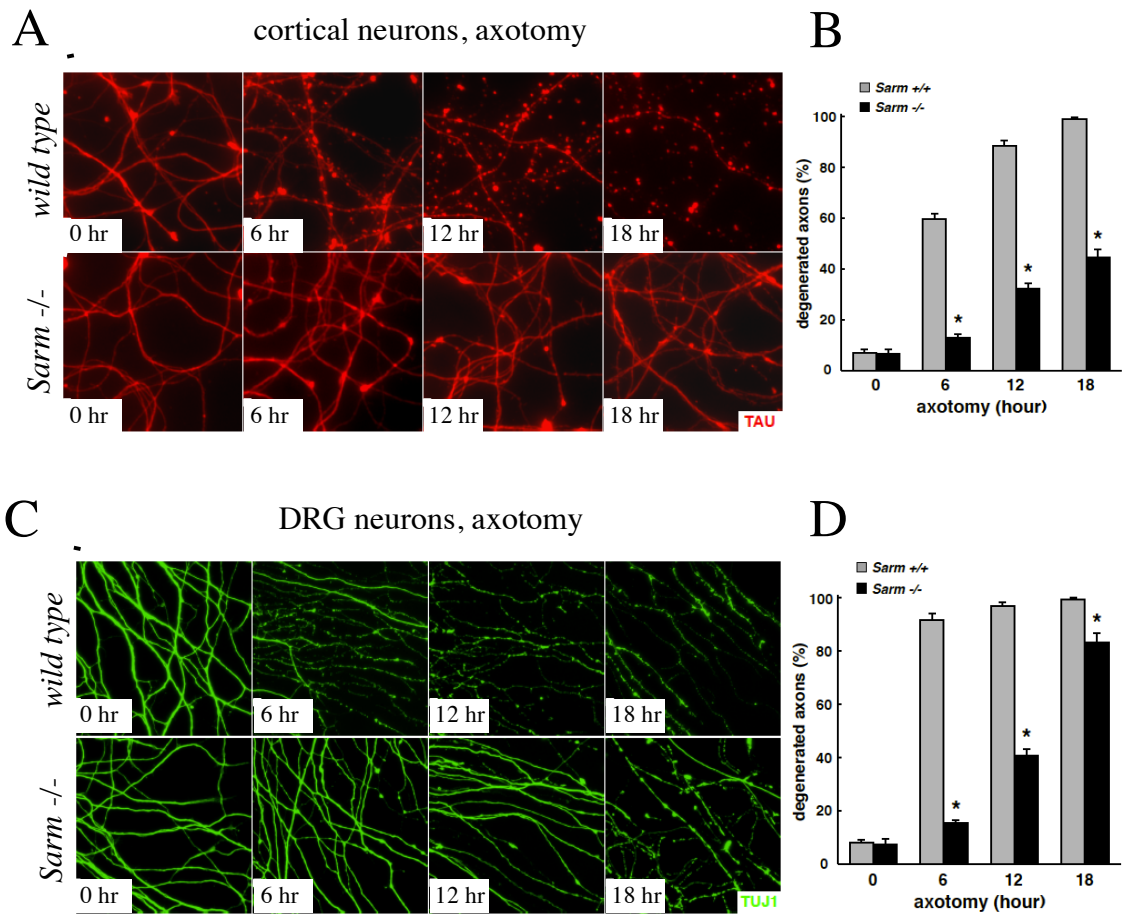 A
cortical neurons, axotomy
wild type
0 hr
6 hr
12 hr
18 hr
Sarm -/-
0 hr
6 hr
12 hr
18 hr
TAU
B
Sarm +/+
Sarm -/-
degenerated axons (%)
100
80
60
40
20
0
*
*
*
0 6 12 18
axotomy (hour)
C
DRG neurons, axotomy
wild type
0 hr
6 hr
12 hr
18 hr
Sarm -/-
0 hr
6 hr
12 hr
18 hr
TUJ1
D
Sarm +/+
Sarm -/-
degenerated axons (%)
100
80
60
40
20
0
*
*
*
0 6 12 18
axotomy (hour)